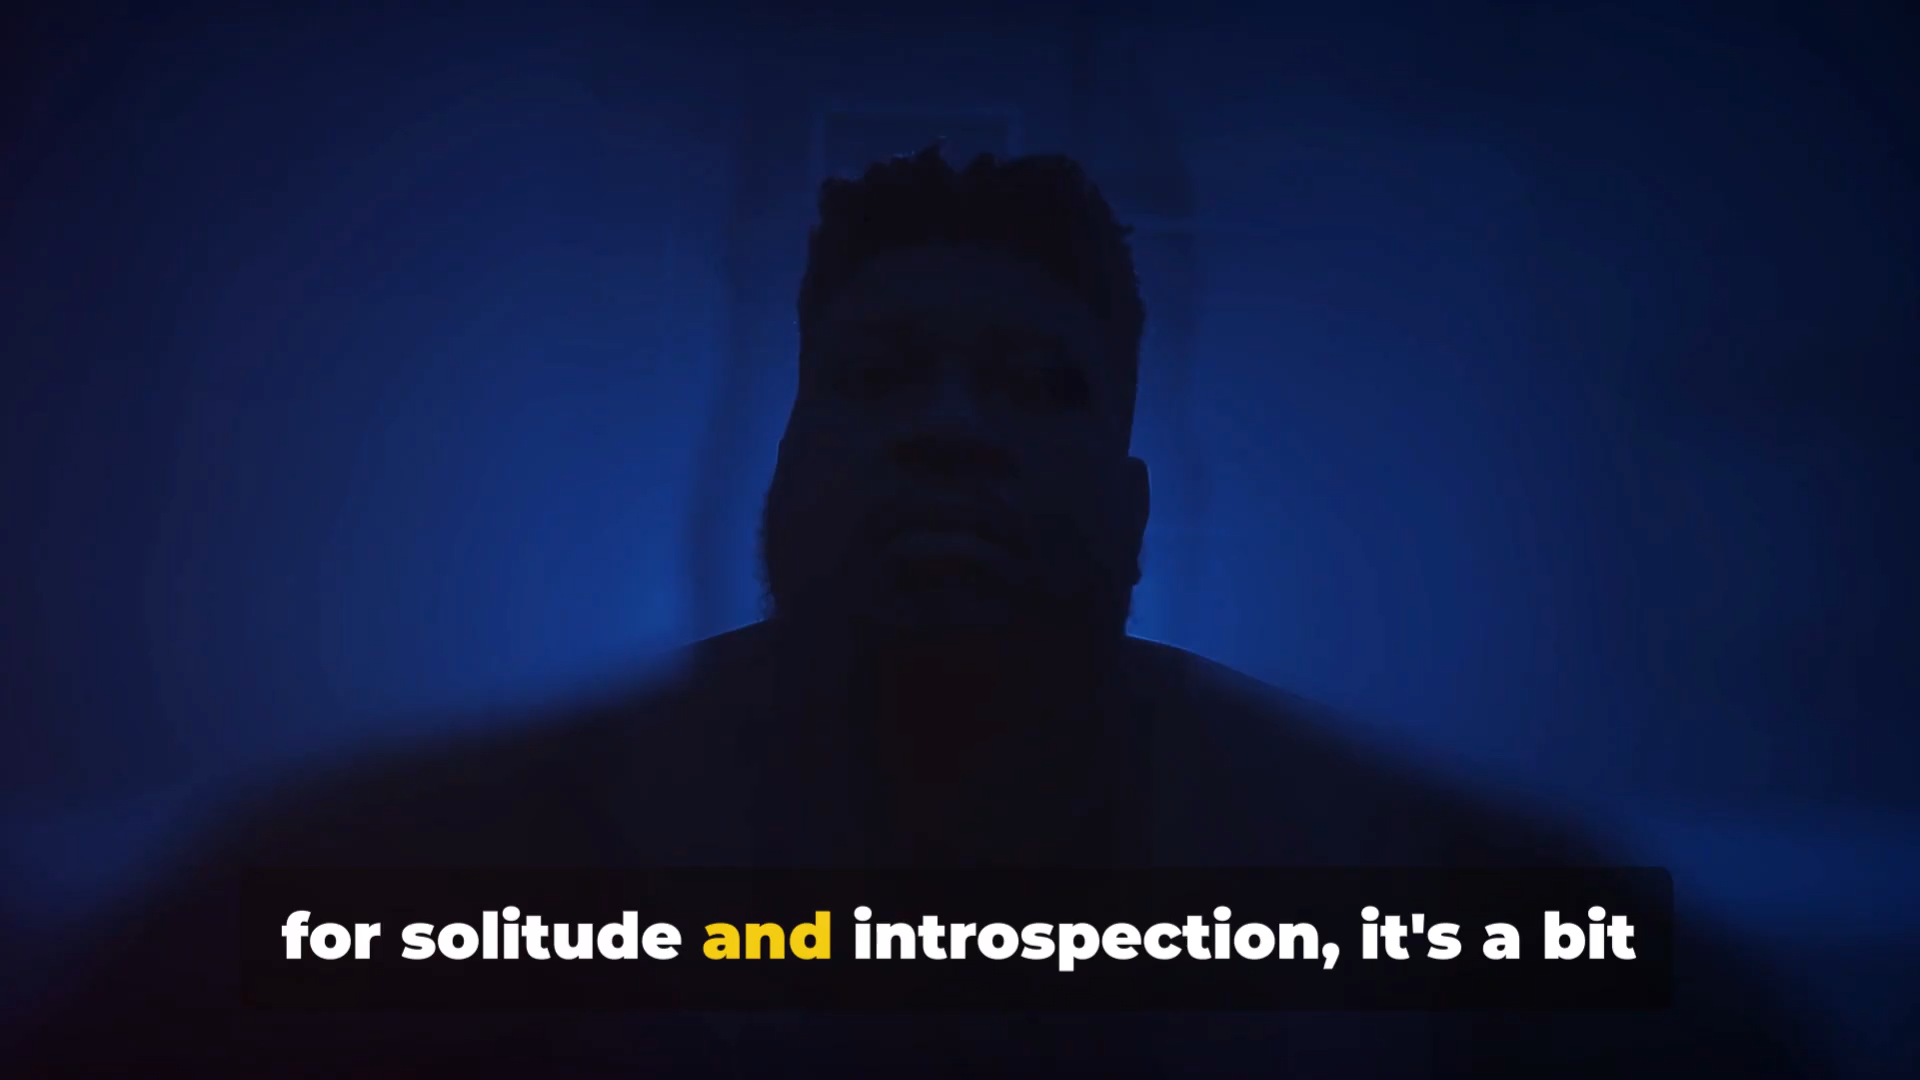 for solitude and introspection, it's a bit